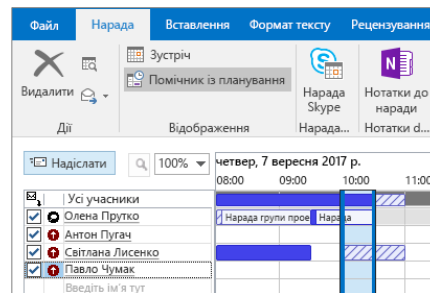 Файл Нарада Вставлення Формат тексту Рецензування
Видалити
Зустріч
Помічник із планування
Нарада Skype
Нотатки до наради
Дії Відображення Нарада... Нотатки d...
Надіслати 100% четвер, 7 вересня 2017 р.
08:00 09:00 10:00 11:00
Усі учасники
Олена Прутко Нарада групи прое Нарада
Антон Пугач
Світлана Лисенко
Павло Чумак
Введіть ім'я тут